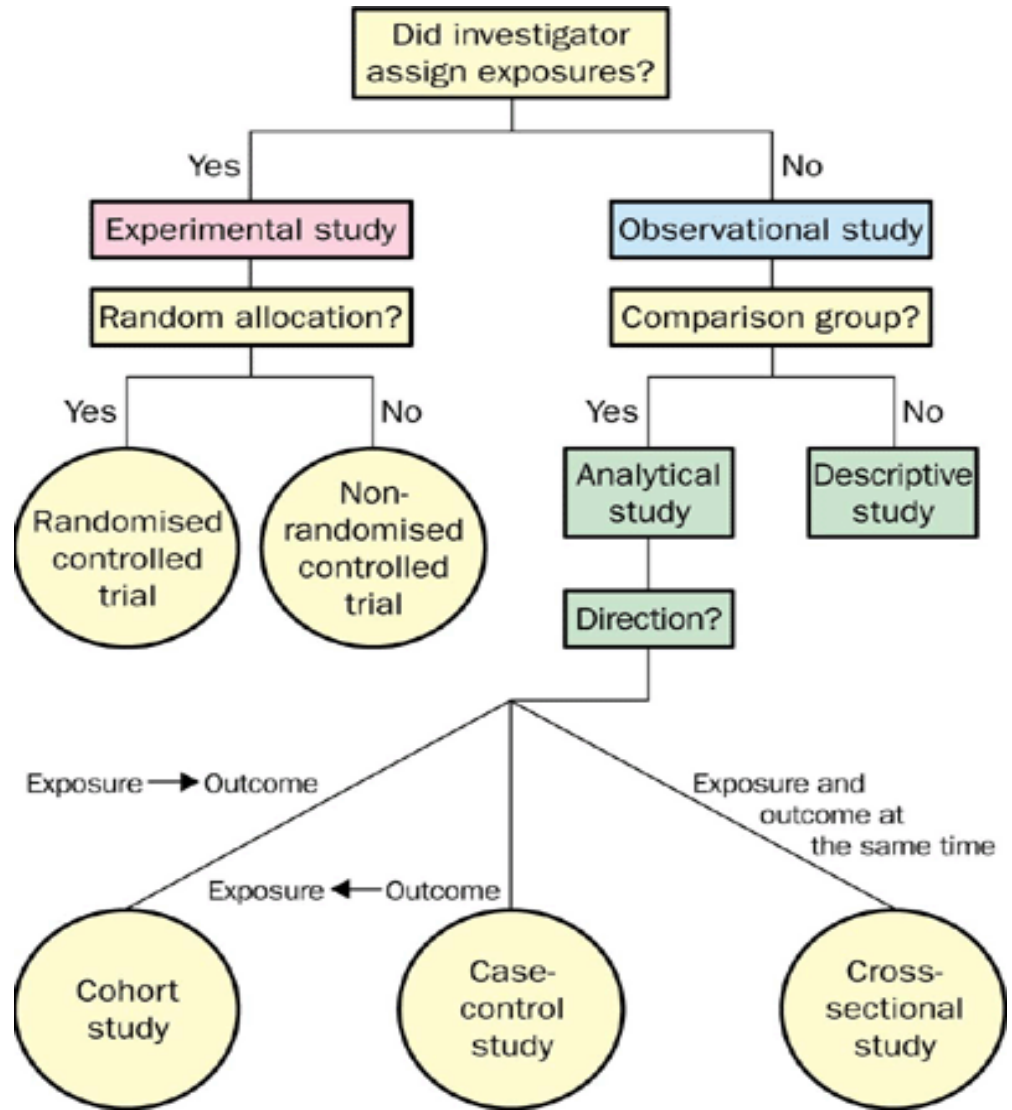 Did investigator
assign exposures?
Yes
No
Experimental study
Observational study
Random allocation?
Comparison group?
Yes
No
Yes
No
Randomised
controlled
trial
Non-
randomised
controlled
trial
Analytical
study
Descriptive
study
Direction?
Exposure → Outcome
Exposure and
outcome at
the same time
Exposure ← Outcome
Cohort
study
Case-
control
study
Cross-
sectional
study